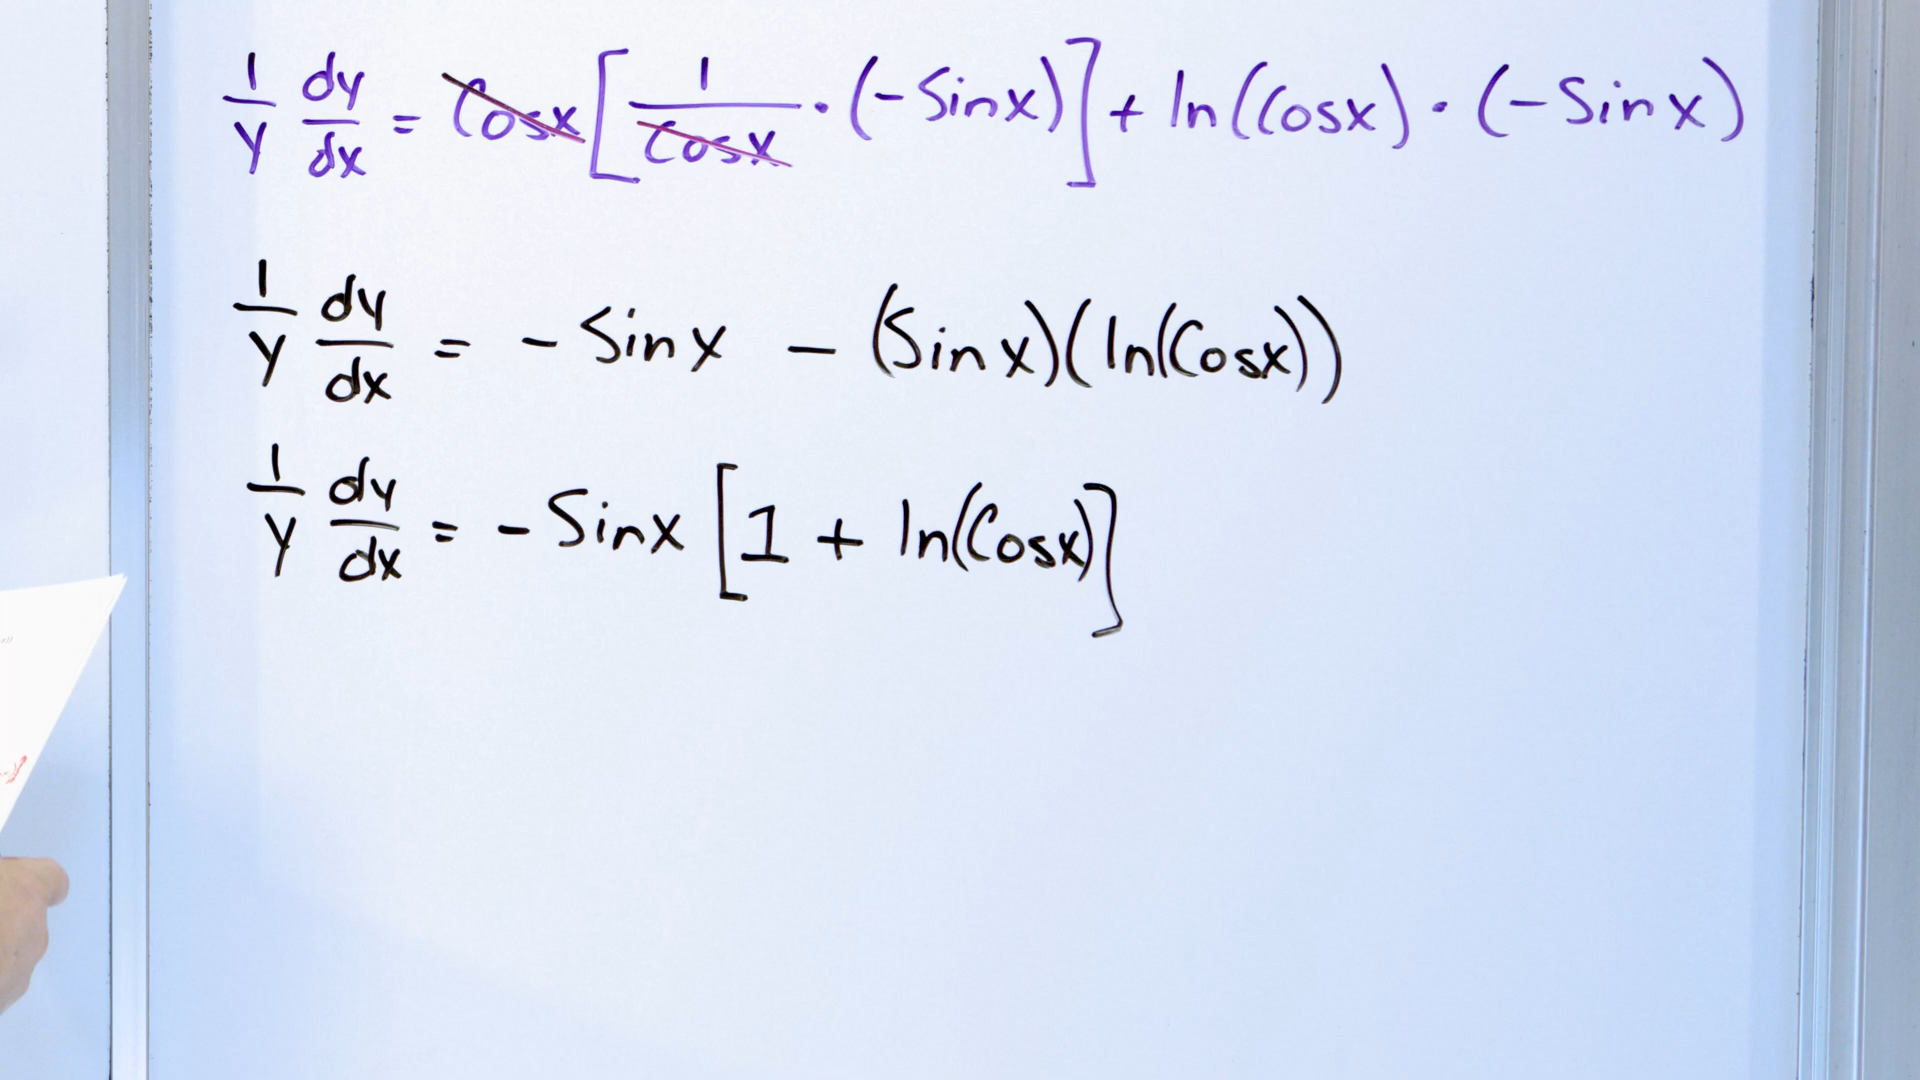 1/y dy/dx = Cosx [1/Cosx · (-Sinx)] + ln(Cosx) · (-Sinx)
1/y dy/dx = - Sinx - (Sinx)(ln(Cosx))
1/y dy/dx = - Sinx [1 + ln(Cosx)]